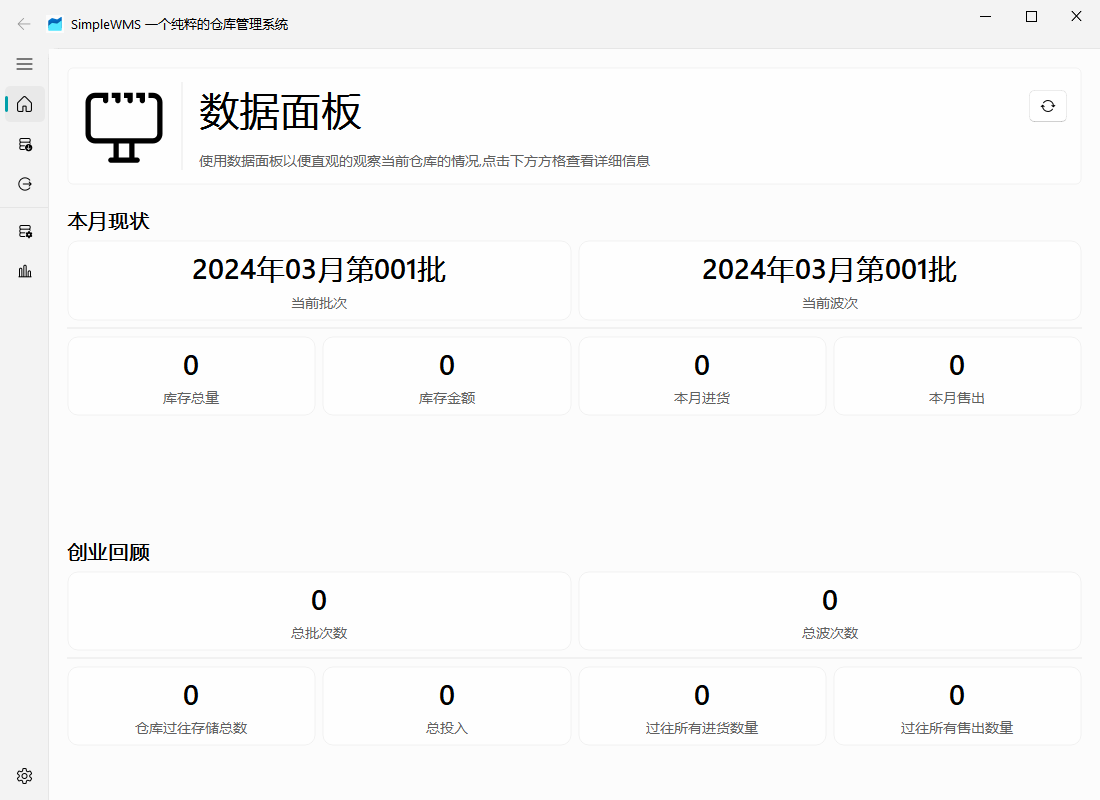 SimpleWMS 一个纯粹的仓库管理系统
数据面板
使用数据面板以便直观的观察当前仓库的情况,点击下方方格查看详细信息
本月现状
2024年03月第001批
2024年03月第001批
当前批次
当前波次
0
0
0
0
库存总量
库存金额
本月进货
本月售出
创业回顾
0
0
总批次数
总波次数
0
0
0
0
仓库过往存储总数
总投入
过往所有进货数量
过往所有售出数量